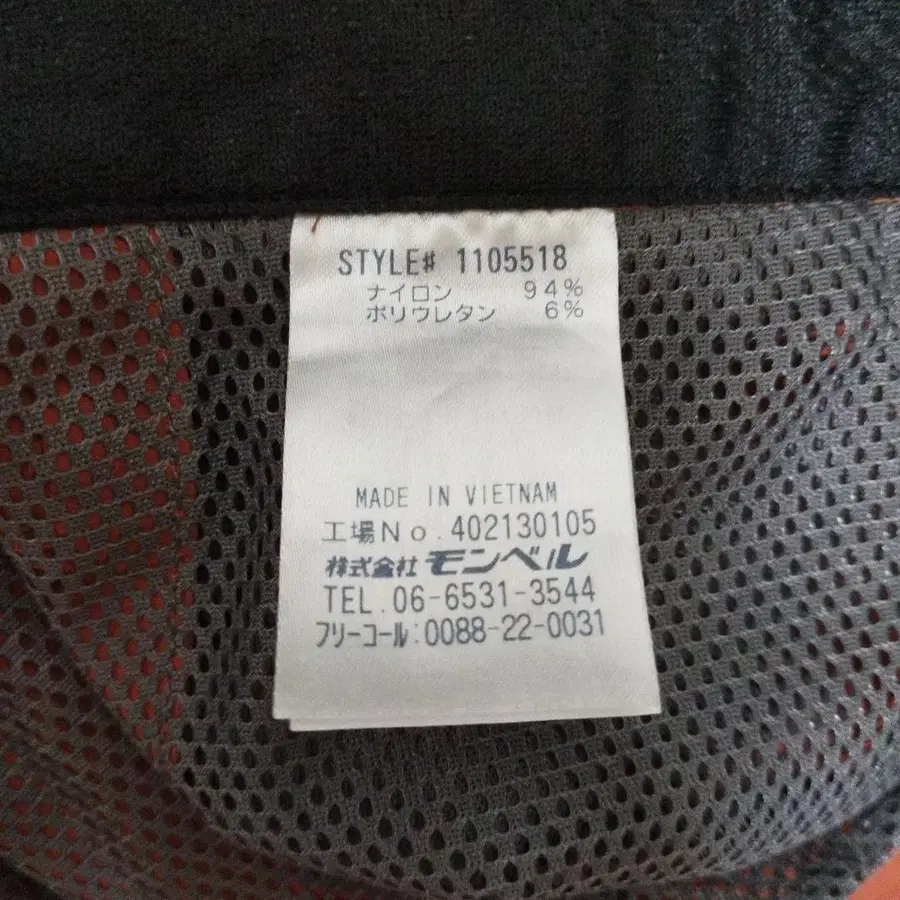 STYLE# 1105518
ナイロン 94%
ポリウレタン 6%
MADE IN VIETNAM
工場No.402130105
株式会社 モンベル
TEL.06-6531-3544
フリーコール:0088-22-0031